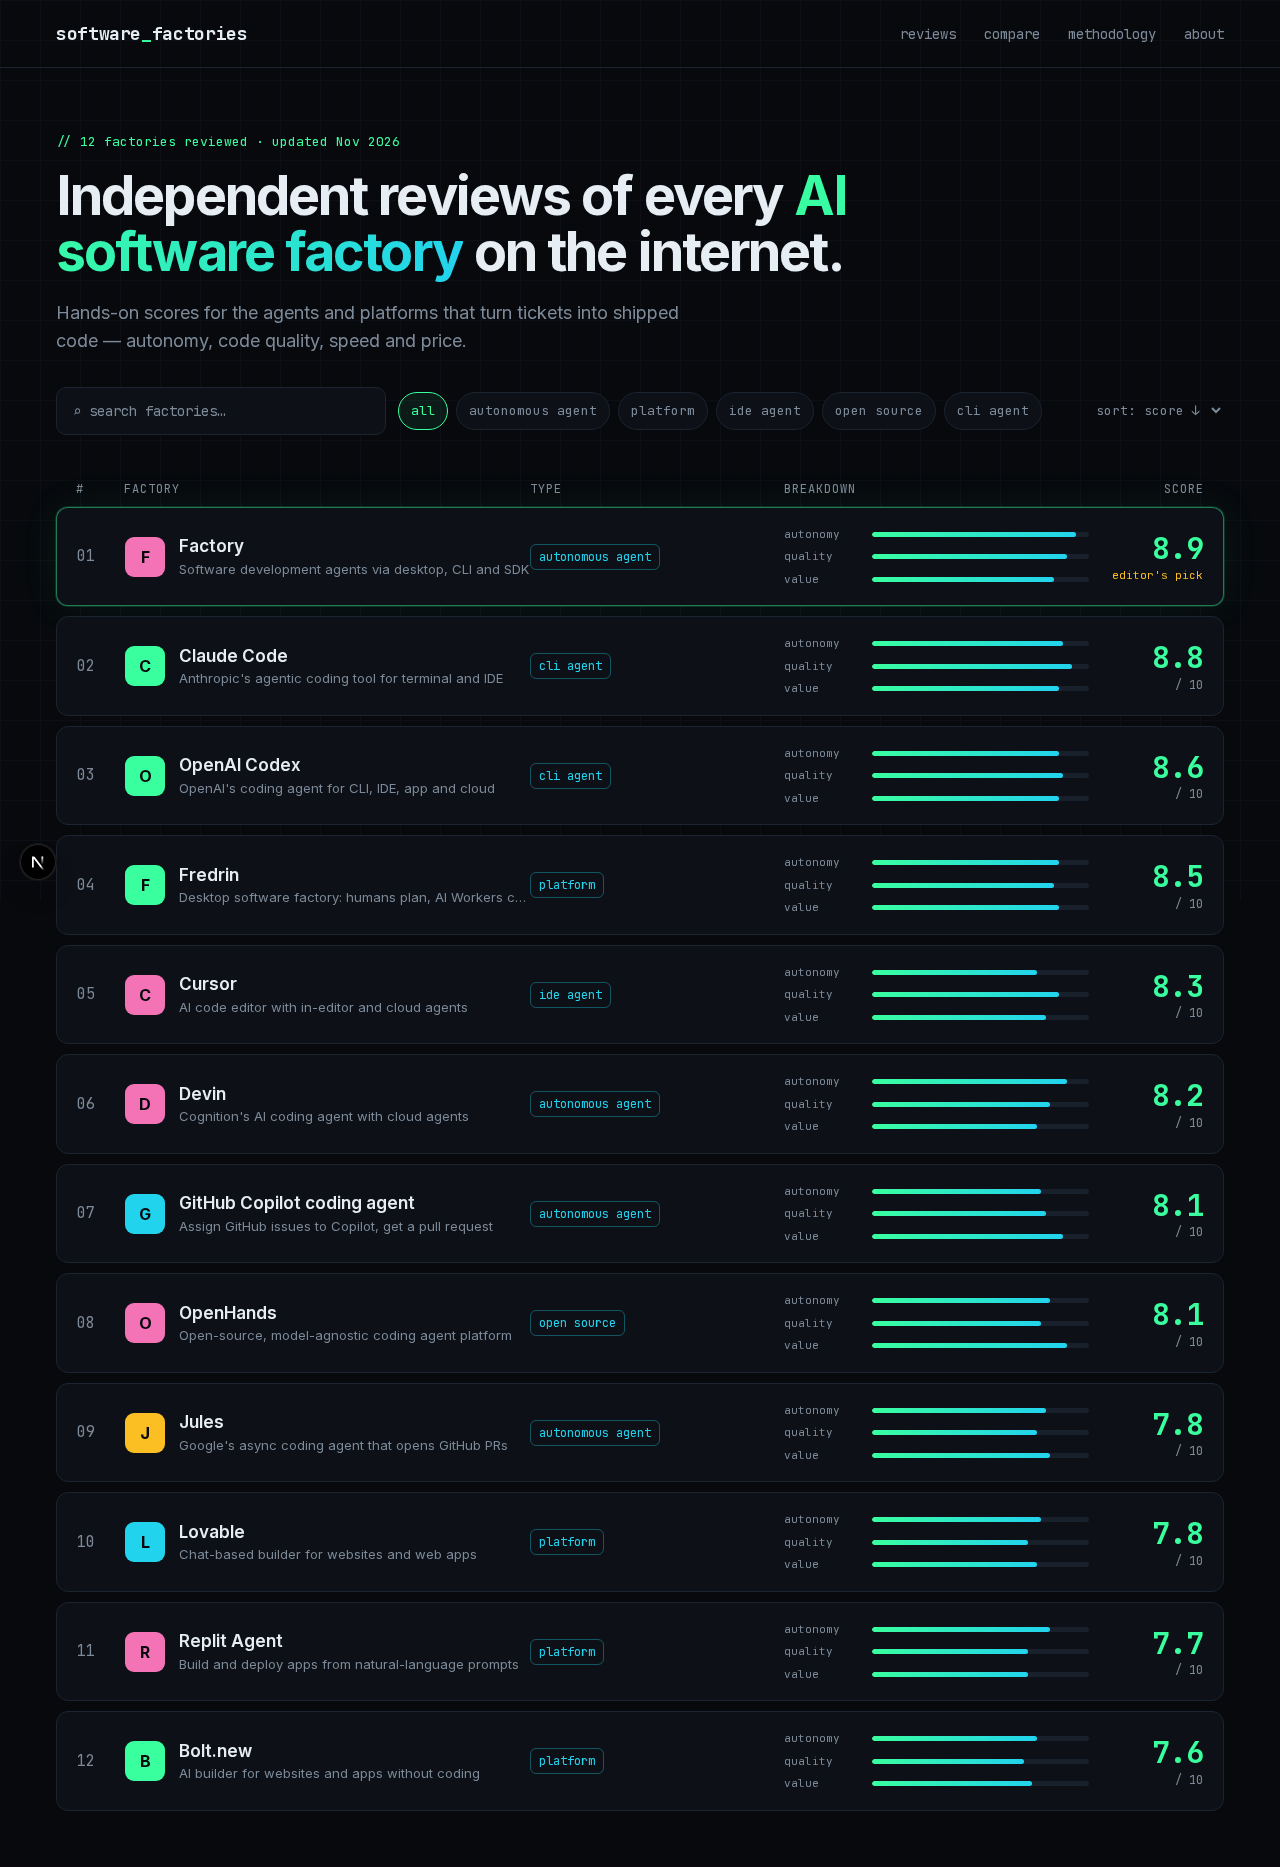 software_factories
reviews compare methodology about
// 12 factories reviewed · updated Nov 2026
Independent reviews of every AI
software factory on the internet.
Hands-on scores for the agents and platforms that turn tickets into shipped
code — autonomy, code quality, speed and price.
⌕ search factories… all autonomous agent platform ide agent open source cli agent sort: score ↓
# FACTORY TYPE BREAKDOWN SCORE
01 F Factory
Software development agents via desktop, CLI and SDK
autonomous agent
autonomy
quality
value
8.9
editor's pick
02 C Claude Code
Anthropic's agentic coding tool for terminal and IDE
cli agent
autonomy
quality
value
8.8
/ 10
03 O OpenAI Codex
OpenAI's coding agent for CLI, IDE, app and cloud
cli agent
autonomy
quality
value
8.6
/ 10
N
04 F Fredrin
Desktop software factory: humans plan, AI Workers c…
platform
autonomy
quality
value
8.5
/ 10
05 C Cursor
AI code editor with in-editor and cloud agents
ide agent
autonomy
quality
value
8.3
/ 10
06 D Devin
Cognition's AI coding agent with cloud agents
autonomous agent
autonomy
quality
value
8.2
/ 10
07 G GitHub Copilot coding agent
Assign GitHub issues to Copilot, get a pull request
autonomous agent
autonomy
quality
value
8.1
/ 10
08 O OpenHands
Open-source, model-agnostic coding agent platform
open source
autonomy
quality
value
8.1
/ 10
09 J Jules
Google's async coding agent that opens GitHub PRs
autonomous agent
autonomy
quality
value
7.8
/ 10
10 L Lovable
Chat-based builder for websites and web apps
platform
autonomy
quality
value
7.8
/ 10
11 R Replit Agent
Build and deploy apps from natural-language prompts
platform
autonomy
quality
value
7.7
/ 10
12 B Bolt.new
AI builder for websites and apps without coding
platform
autonomy
quality
value
7.6
/ 10